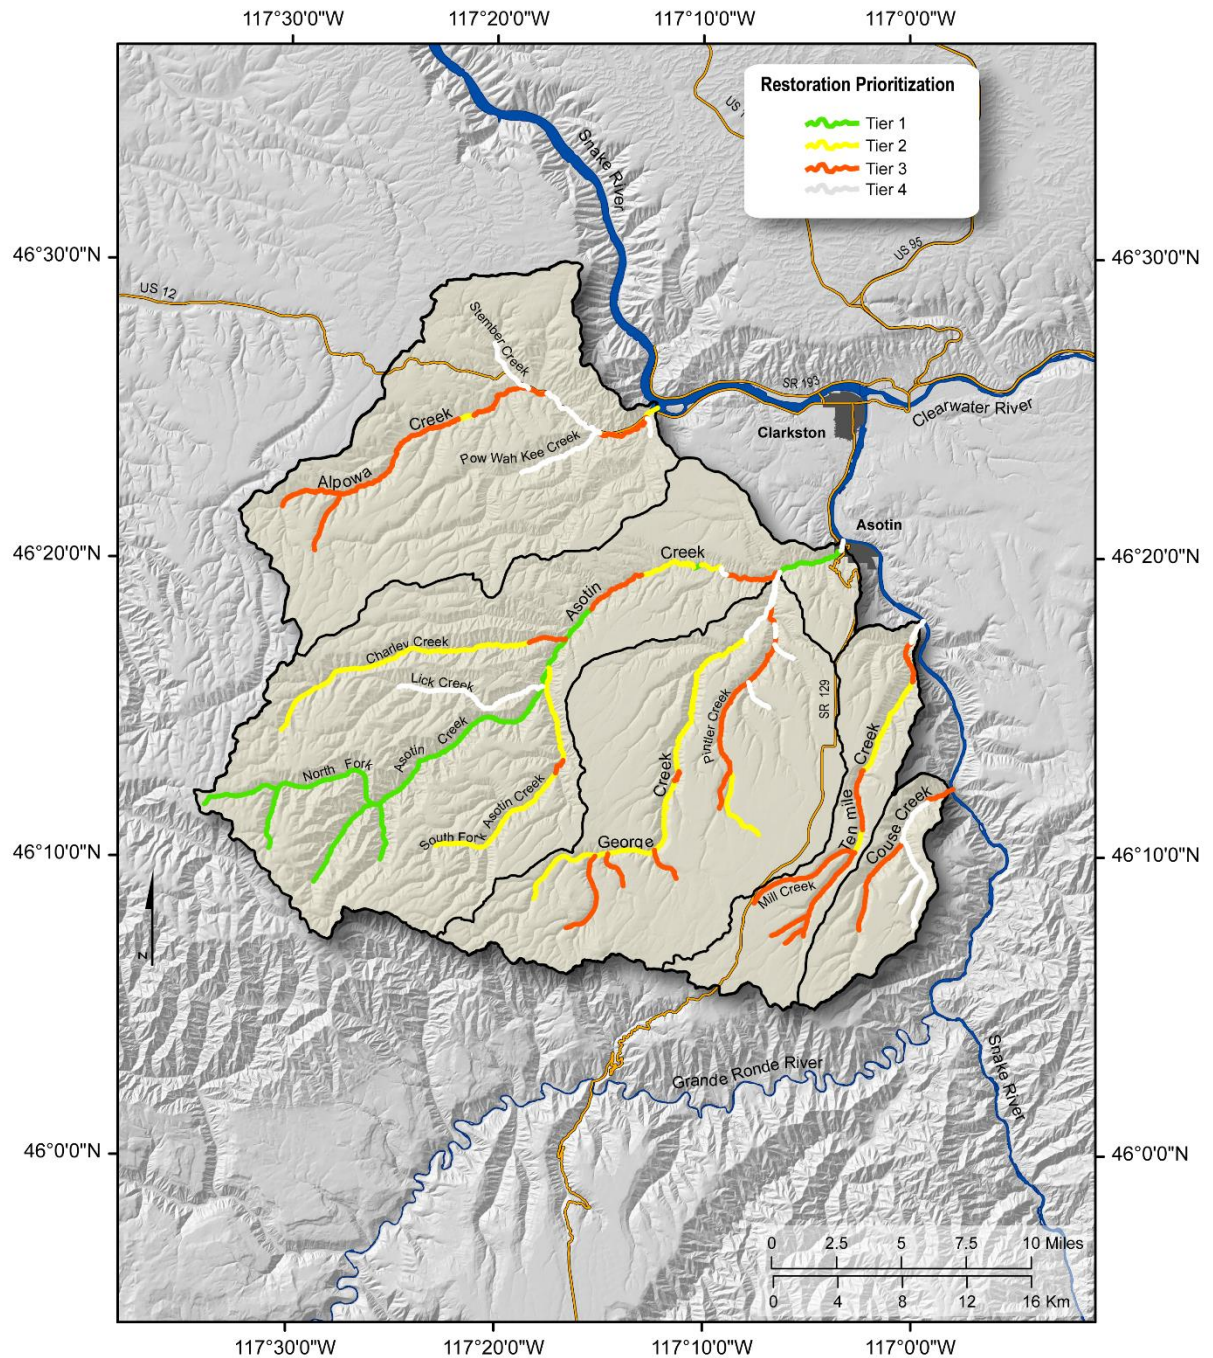 117°30'0"W 117°20'0"W 117°10'0"W 117°0'0"W
Restoration Prioritization
Tier 1
Tier 2
Tier 3
Tier 4
US
Snake River
US 95
46°30'0"N
46°30'0"N
US 12
Stember Creek
SR 193
Clearwater River
Creek
Clarkston
Pow Wah Kee Creek
Alpowa
Asotin
46°20'0"N
46°20'0"N
Creek
Asotin
Charley Creek
Lick Creek
SR 129
Pintler Creek
Asotin Creek
North Fork
Creek
Creek
Couse Creek
Ten mile
South Fork Asotin Creek
George
46°10'0"N
46°10'0"N
Mill Creek
N
Grande Ronde River
Snake River
46°0'0"N
46°0'0"N
0 2.5 5 7.5 10 Miles
0 4 8 12 16 Km
117°30'0"W 117°20'0"W 117°10'0"W 117°0'0"W